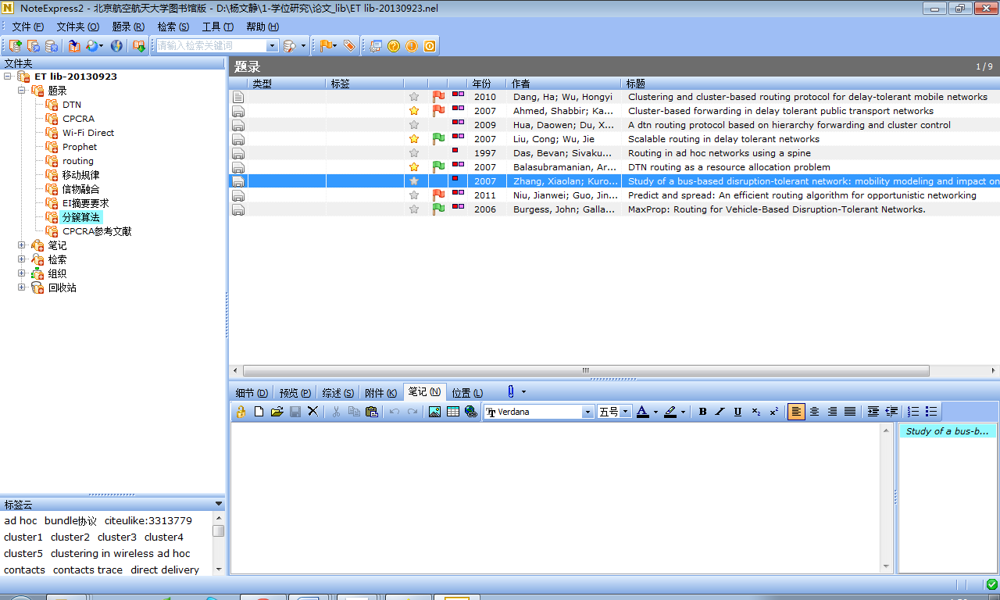 NoteExpress2 - 北京航空航天大学图书馆版 - D:\杨文静\1-学位研究\论文_lib\ET lib-20130923.nel
文件 (F) 文件夹 (O) 题录 (R) 检索 (S) 工具 (T) 帮助 (H)
请输入检索关键词
文件夹
ET lib-20130923
题录
DTN
CPCRA
Wi-Fi Direct
Prophet
routing
移动规律
信物融合
EI摘要要求
分簇算法
CPCRA参考文献
笔记
检索
组织
回收站
标签云
ad hoc bundle协议 citeulike:3313779
cluster1 cluster2 cluster3 cluster4
cluster5 clustering in wireless ad hoc
contacts contacts trace direct delivery
题录 1 / 9
类型 标签 年份 作者 标题
2010 Dang, Ha; Wu, Hongyi Clustering and cluster-based routing protocol for delay-tolerant mobile networks
2007 Ahmed, Shabbir; Ka... Cluster-based forwarding in delay tolerant public transport networks
2009 Hua, Daowen; Du, X... A dtn routing protocol based on hierarchy forwarding and cluster control
2007 Liu, Cong; Wu, Jie Scalable routing in delay tolerant networks
1997 Das, Bevan; Sivaku... Routing in ad hoc networks using a spine
2007 Balasubramanian, Ar... DTN routing as a resource allocation problem
2007 Zhang, Xiaolan; Kuro... Study of a bus-based disruption-tolerant network: mobility modeling and impact on
2011 Niu, Jianwei; Guo, Jin... Predict and spread: An efficient routing algorithm for opportunistic networking
2006 Burgess, John; Galla... MaxProp: Routing for Vehicle-Based Disruption-Tolerant Networks.
细节 (D) 预览 (P) 综述 (S) 附件 (K) 笔记 (N) 位置 (L)
Verdana 五号 A B I U x₂ x²
Study of a bus-b...